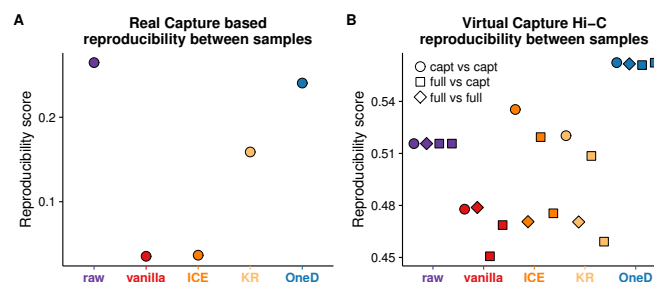 A
Real Capture based
reproducibility between samples
Reproducibility score
0.2
0.1
raw vanilla ICE KR OneD
B
Virtual Capture Hi−C
reproducibility between samples
capt vs capt
full vs capt
full vs full
Reproducibility score
0.54
0.51
0.48
0.45
raw vanilla ICE KR OneD